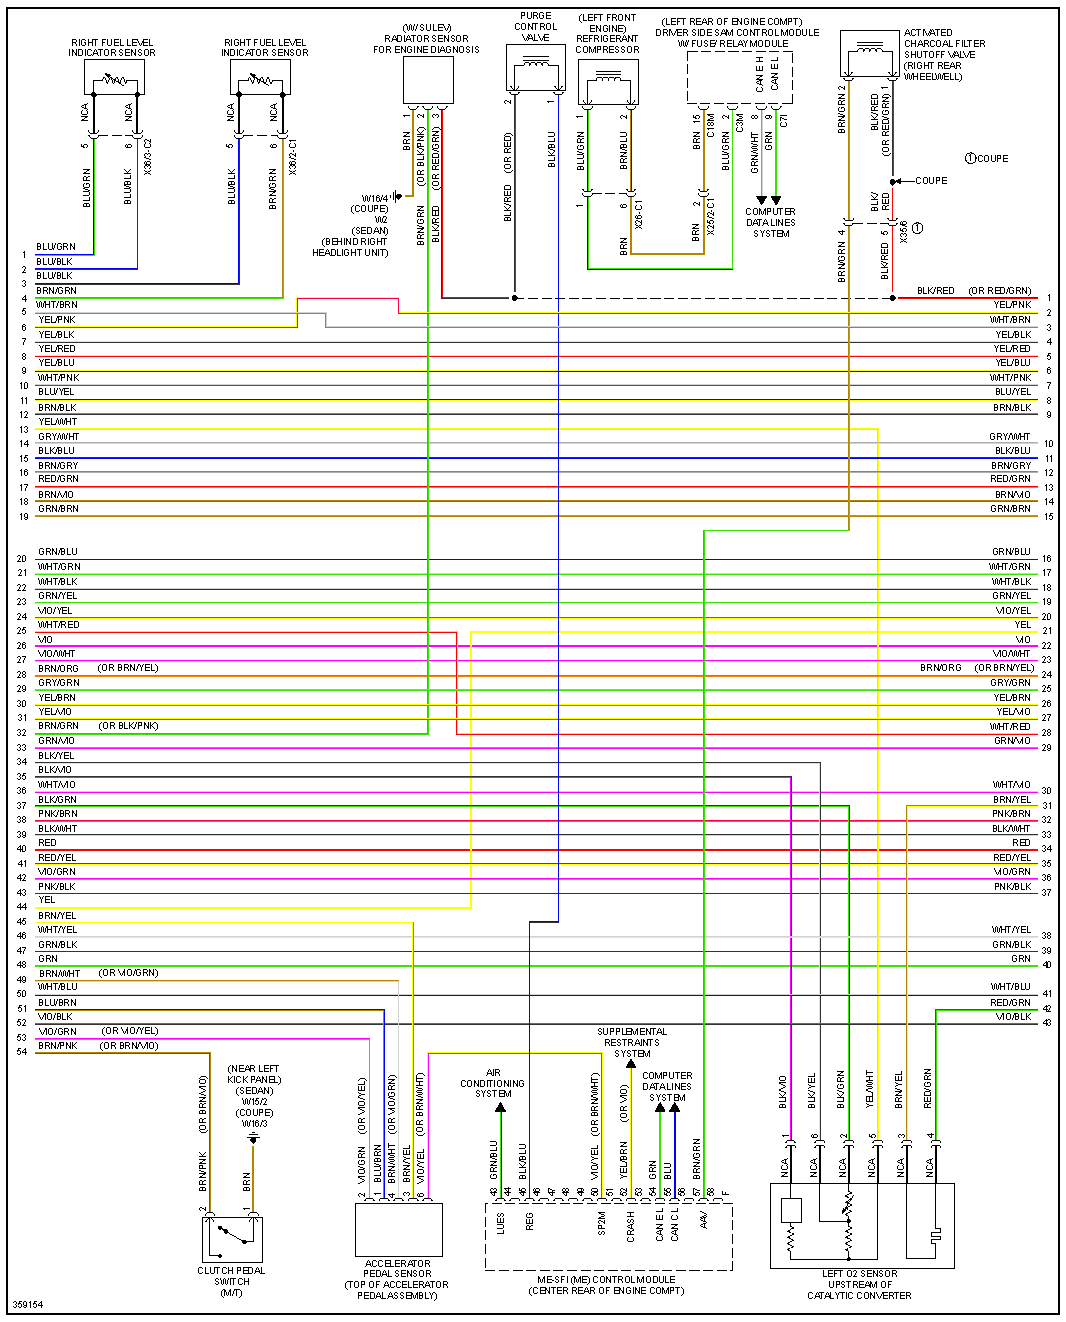 RIGHT FUEL LEVEL
INDICATOR SENSOR
RIGHT FUEL LEVEL
INDICATOR SENSOR
(W/ SULEV)
RADIATOR SENSOR
FOR ENGINE DIAGNOSIS
PURGE
CONTROL
VALVE
(LEFT FRONT
ENGINE)
REFRIGERANT
COMPRESSOR
(LEFT REAR OF ENGINE COMPT)
DRIVER SIDE SAM CONTROL MODULE
W/ FUSE/ RELAY MODULE
CAN E H
CAN E L
ACTIVATED
CHARCOAL FILTER
SHUTOFF VALVE
(RIGHT REAR
WHEELWELL)
NCA
NCA
NCA
NCA
5
6
X36/3-C2
5
6
X36/2-C1
BLU/GRN
BLU/BLK
BLU/BLK
BRN/GRN
1
2
3
BRN
(OR BLK/PNK)
(OR RED/GRN)
BRN/GRN
BLK/RED
W16/4
(COUPE)
W2
(SEDAN)
(BEHIND RIGHT
HEADLIGHT UNIT)
2
1
BLK/RED
(OR RED)
BLK/BLU
1
2
BLU/GRN
BRN/BLU
1
6
X26-C1
BRN
15
C18M
2
C3M
8
9
C7I
BRN
BLU/GRN
GRN/WHT
GRN
2
X25/2-C1
BRN
COMPUTER
DATA LINES
SYSTEM
2
1
BRN/GRN
BLK/RED
(OR RED/GRN)
1 COUPE
COUPE
BLK/
RED
4
5
X35/6
1
BRN/GRN
BLK/RED
BLK/RED (OR RED/GRN) 1
1 BLU/GRN
2 BLU/BLK
3 BLU/BLK
4 BRN/GRN
5 WHT/BRN
6 YEL/PNK
7 YEL/BLK
8 YEL/RED
9 YEL/BLU
10 WHT/PNK
11 BLU/YEL
12 BRN/BLK
13 YEL/WHT
14 GRY/WHT
15 BLK/BLU
16 BRN/GRY
17 RED/GRN
18 BRN/VIO
19 GRN/BRN
YEL/PNK 2
WHT/BRN 3
YEL/BLK 4
YEL/RED 5
YEL/BLU 6
WHT/PNK 7
BLU/YEL 8
BRN/BLK 9
GRY/WHT 10
BLK/BLU 11
BRN/GRY 12
RED/GRN 13
BRN/VIO 14
GRN/BRN 15
20 GRN/BLU
21 WHT/GRN
22 WHT/BLK
23 GRN/YEL
24 VIO/YEL
25 WHT/RED
26 VIO
27 VIO/WHT
28 BRN/ORG (OR BRN/YEL)
29 GRY/GRN
30 YEL/BRN
31 YEL/VIO
32 BRN/GRN (OR BLK/PNK)
33 GRN/VIO
34 BLK/YEL
35 BLK/VIO
36 WHT/VIO
37 BLK/GRN
38 PNK/BRN
39 BLK/WHT
40 RED
41 RED/YEL
42 VIO/GRN
43 PNK/BLK
44 YEL
45 BRN/YEL
46 WHT/YEL
47 GRN/BLK
48 GRN
49 BRN/WHT (OR VIO/GRN)
50 WHT/BLU
51 BLU/BRN
52 VIO/BLK
53 VIO/GRN (OR VIO/YEL)
54 BRN/PNK (OR BRN/VIO)
GRN/BLU 16
WHT/GRN 17
WHT/BLK 18
GRN/YEL 19
VIO/YEL 20
YEL 21
VIO 22
VIO/WHT 23
BRN/ORG (OR BRN/YEL) 24
GRY/GRN 25
YEL/BRN 26
YEL/VIO 27
WHT/RED 28
GRN/VIO 29
WHT/VIO 30
BRN/YEL 31
PNK/BRN 32
BLK/WHT 33
RED 34
RED/YEL 35
VIO/GRN 36
PNK/BLK 37
WHT/YEL 38
GRN/BLK 39
GRN 40
WHT/BLU 41
RED/GRN 42
VIO/BLK 43
(OR BRN/VIO)
BRN/PNK
2
(NEAR LEFT
KICK PANEL)
(SEDAN)
W15/2
(COUPE)
W16/3
BRN
1
CLUTCH PEDAL
SWITCH
(M/T)
(OR VIO/YEL)
(OR VIO/GRN)
(OR BRN/WHT)
VIO/GRN
BLU/BRN
BRN/WHT
BRN/YEL
VIO/YEL
2
1
4
3
6
ACCELERATOR
PEDAL SENSOR
(TOP OF ACCELERATOR
PEDAL ASSEMBLY)
AIR
CONDITIONING
SYSTEM
SUPPLEMENTAL
RESTRAINTS
SYSTEM
COMPUTER
DATA LINES
SYSTEM
GRN/BLU
BLK/BLU
VIO/YEL
(OR BRN/WHT)
YEL/BRN
(OR VIO)
GRN
BLU
BRN/GRN
43
44
45
46
47
48
49
50
51
52
53
54
55
56
57
58
F
LUES
REG
SP2M
CRASH
CAN E L
CAN C L
AAV
ME-SFI (ME) CONTROL MODULE
(CENTER REAR OF ENGINE COMPT)
BLK/VIO
BLK/YEL
BLK/GRN
YEL/WHT
BRN/YEL
RED/GRN
1
6
2
5
3
4
NCA
NCA
NCA
NCA
NCA
NCA
LEFT O2 SENSOR
UPSTREAM OF
CATALYTIC CONVERTER
359154